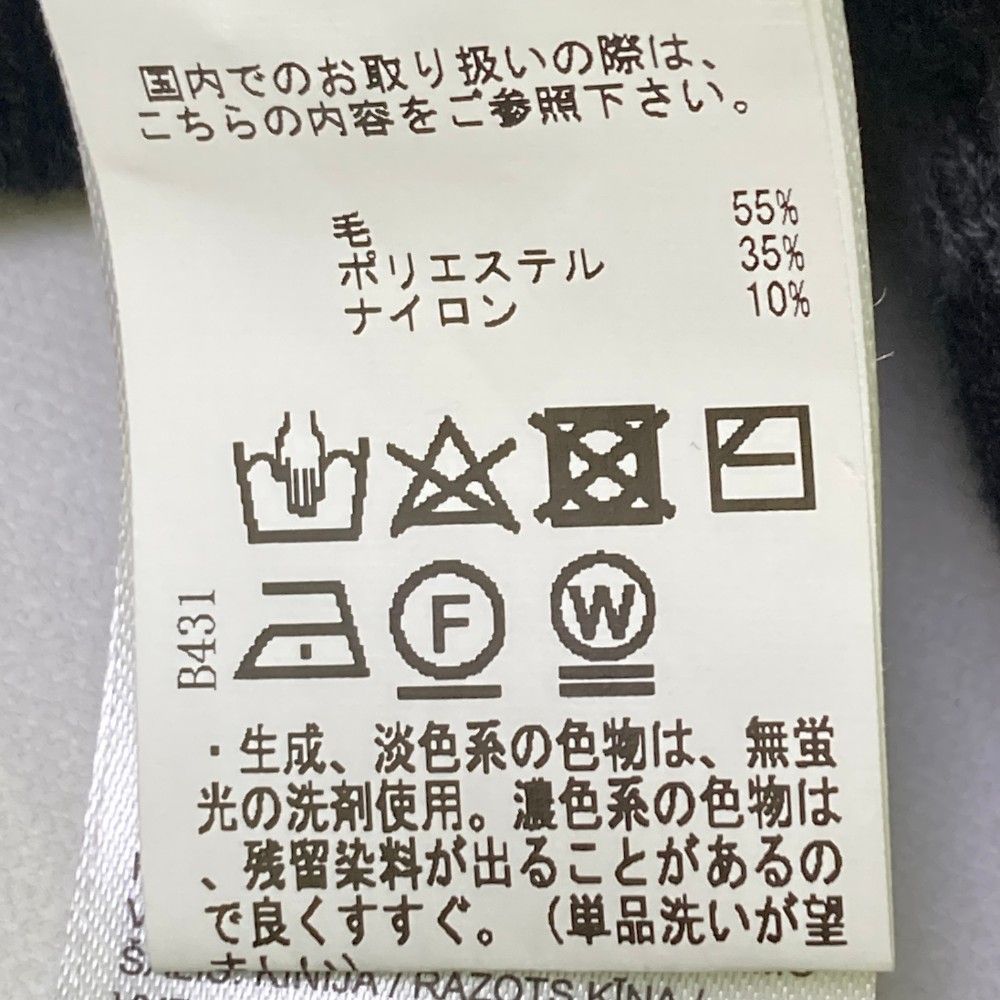 国内でのお取り扱いの際は、
こちらの内容をご参照下さい。
毛 55%
ポリエステル 35%
ナイロン 10%
F
W
B431
・生成、淡色系の色物は、無蛍
光の洗剤使用。濃色系の色物は
、残留染料が出ることがあるの
で良くすすぐ。（単品洗いが望
/ RAZOTS ĶĪNĀ /